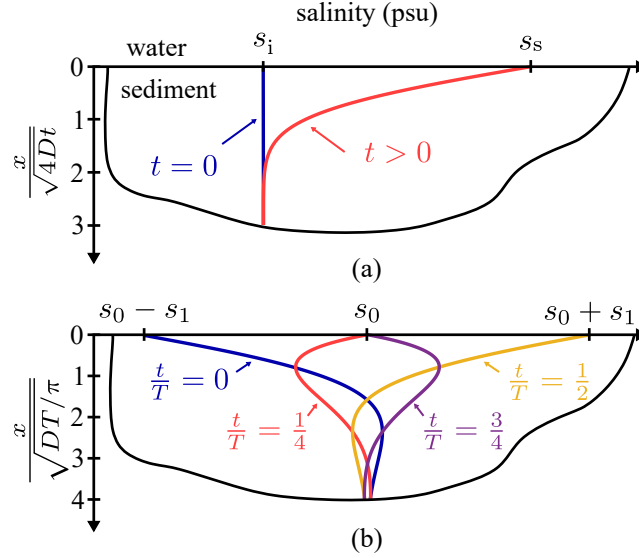 salinity (psu)
water s_i s_s
0
sediment
1
t = 0 t > 0
2
3
x/√4Dt
(a)
s_0 − s_1 s_0 s_0 + s_1
0
t/T = 0 t/T = 1/2
1
2
t/T = 1/4 t/T = 3/4
3
4
x/√DT/π
(b)